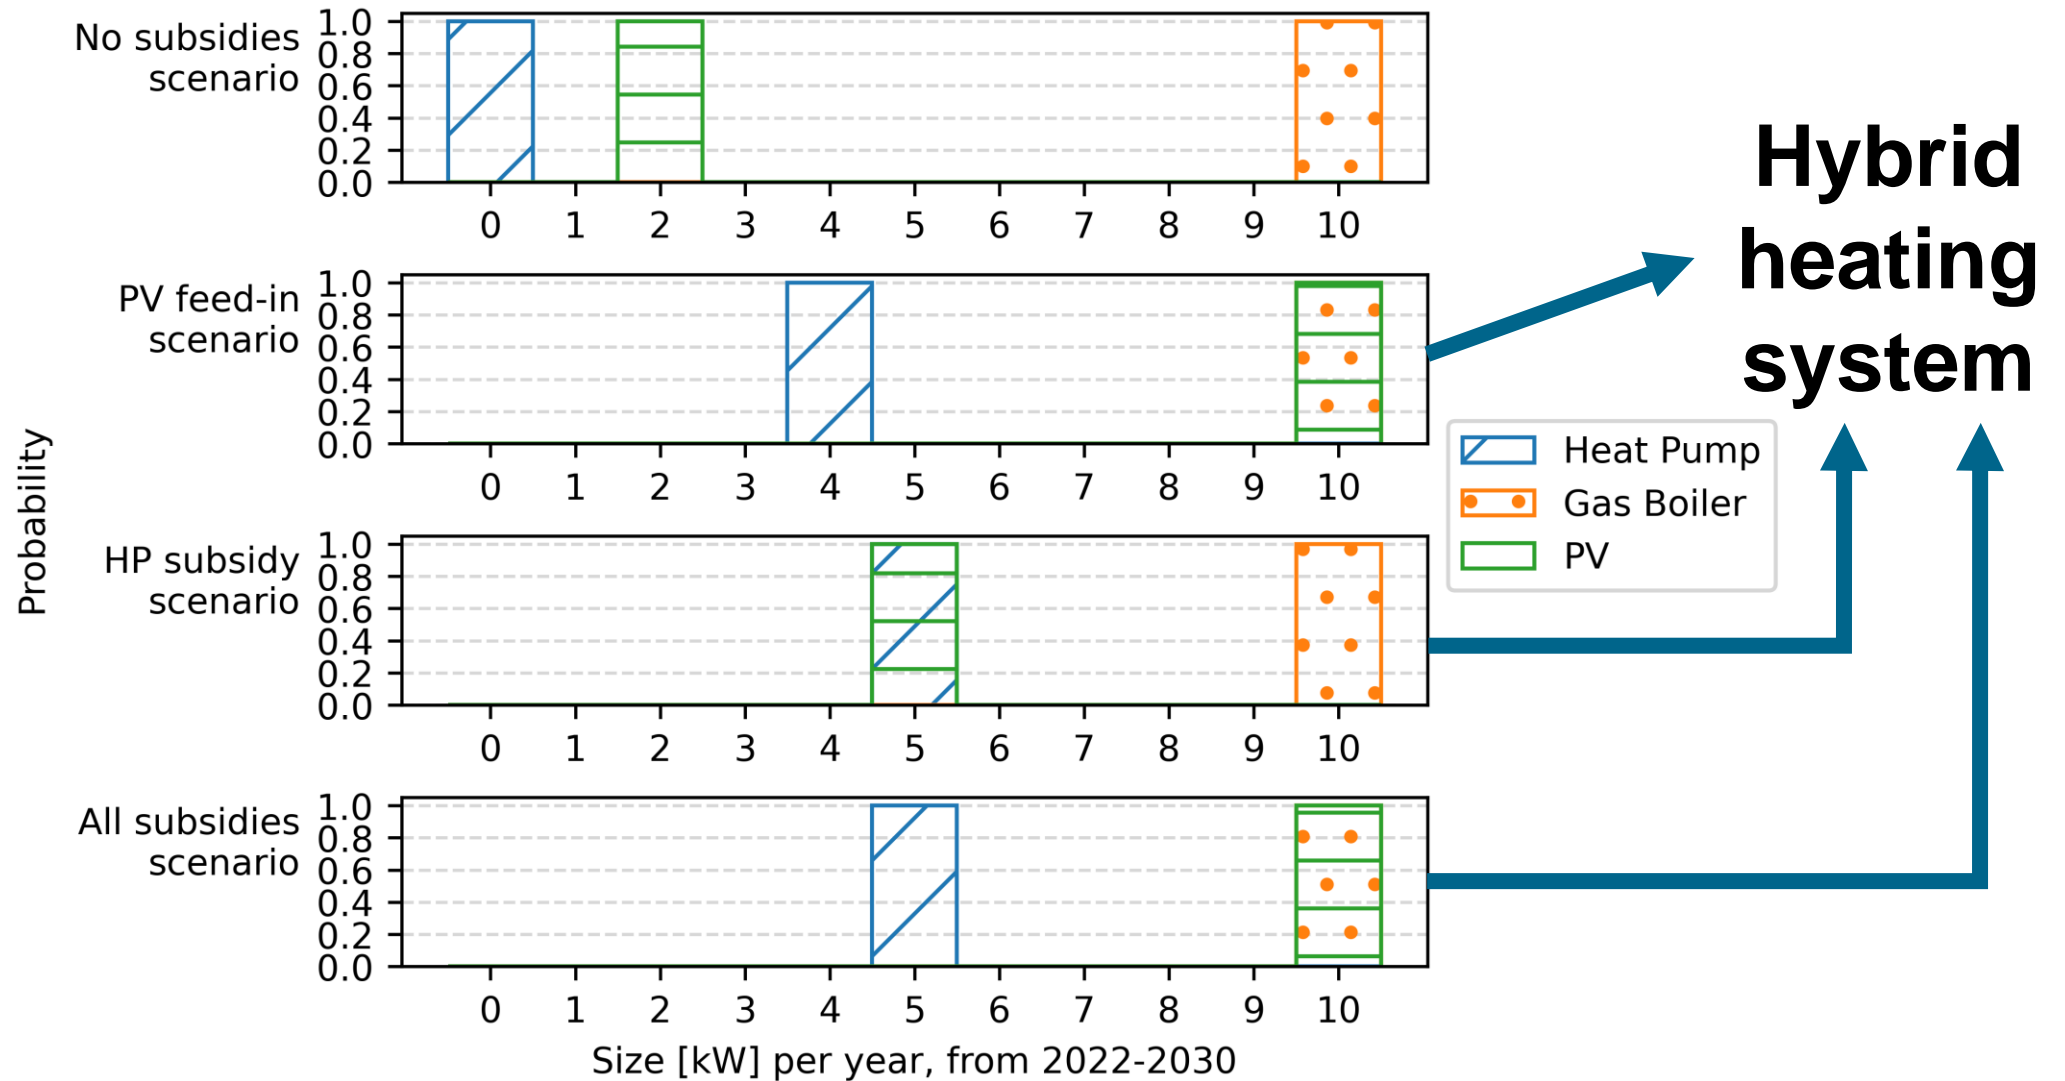 No subsidies
scenario
1.0
0.8
0.6
0.4
0.2
0.0
0 1 2 3 4 5 6 7 8 9 10
PV feed-in
scenario
1.0
0.8
0.6
0.4
0.2
0.0
0 1 2 3 4 5 6 7 8 9 10
Probability
HP subsidy
scenario
1.0
0.8
0.6
0.4
0.2
0.0
0 1 2 3 4 5 6 7 8 9 10
All subsidies
scenario
1.0
0.8
0.6
0.4
0.2
0.0
0 1 2 3 4 5 6 7 8 9 10
Size [kW] per year, from 2022-2030
Hybrid
heating
system
Heat Pump
Gas Boiler
PV